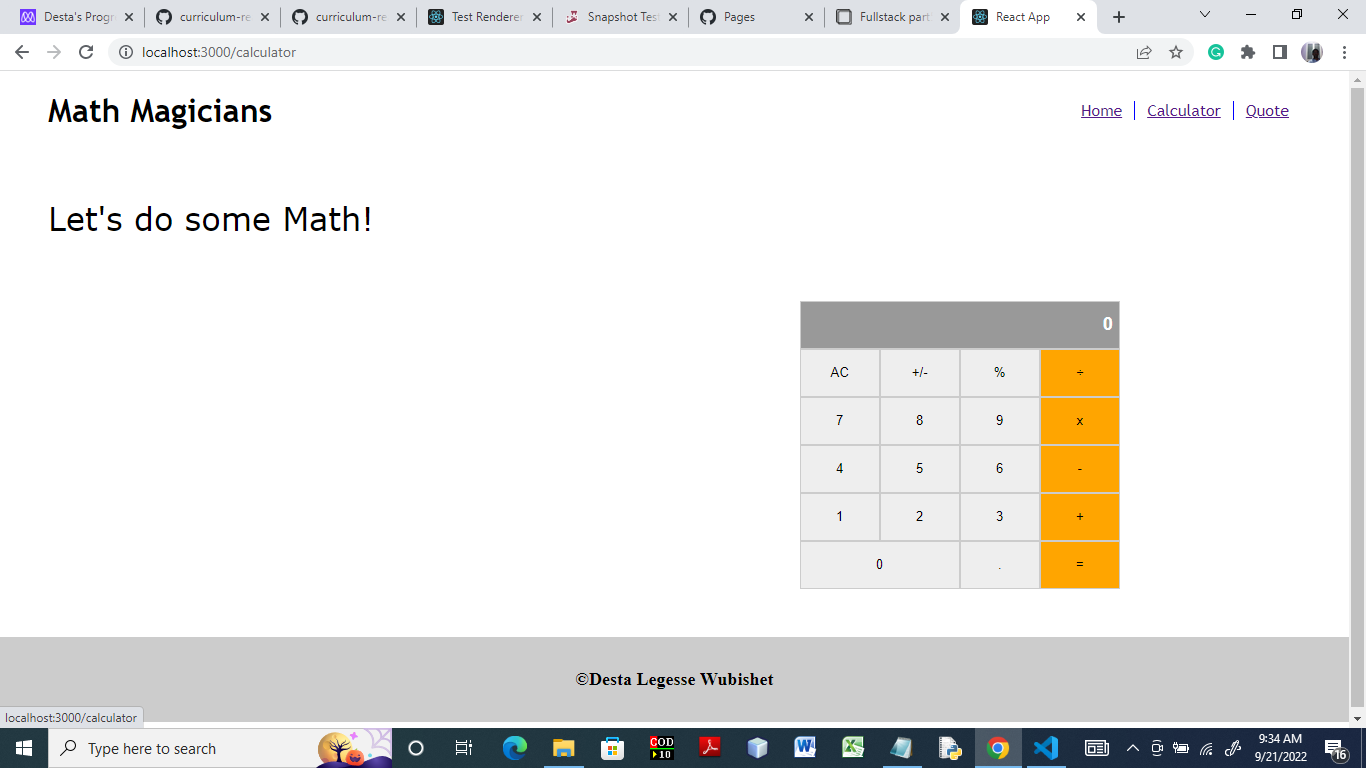 Desta's Progr
curriculum-re
curriculum-re
Test Renderer
Snapshot Test
Pages
Fullstack part
React App
localhost:3000/calculator
Math Magicians
Home
Calculator
Quote
Let's do some Math!
0
AC +/- % ÷
7 8 9 x
4 5 6 -
1 2 3 +
0 . =
©Desta Legesse Wubishet
localhost:3000/calculator
Type here to search
COD
10
9:34 AM
9/21/2022
16